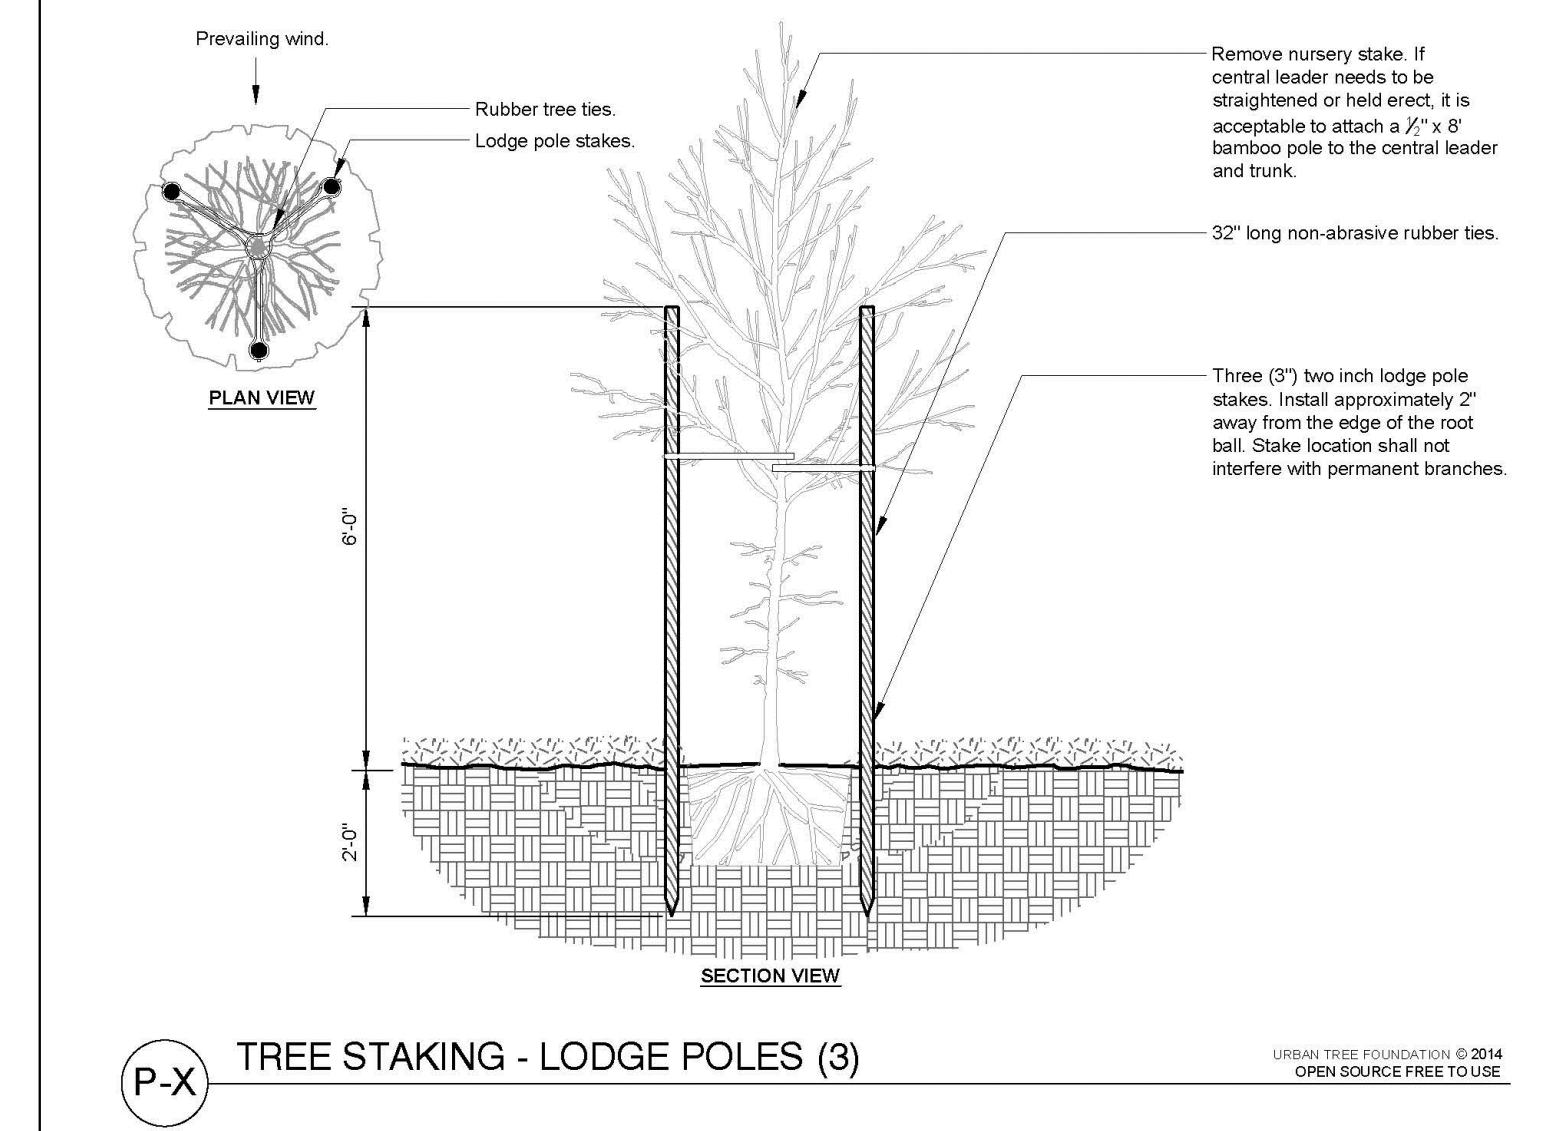 Prevailing wind.
Rubber tree ties.
Lodge pole stakes.
PLAN VIEW
Remove nursery stake. If
central leader needs to be
straightened or held erect, it is
acceptable to attach a 1/2" x 8'
bamboo pole to the central leader
and trunk.
32" long non-abrasive rubber ties.
Three (3") two inch lodge pole
stakes. Install approximately 2"
away from the edge of the root
ball. Stake location shall not
interfere with permanent branches.
6'-0"
2'-0"
SECTION VIEW
P-X
TREE STAKING - LODGE POLES (3)
URBAN TREE FOUNDATION © 2014
OPEN SOURCE FREE TO USE